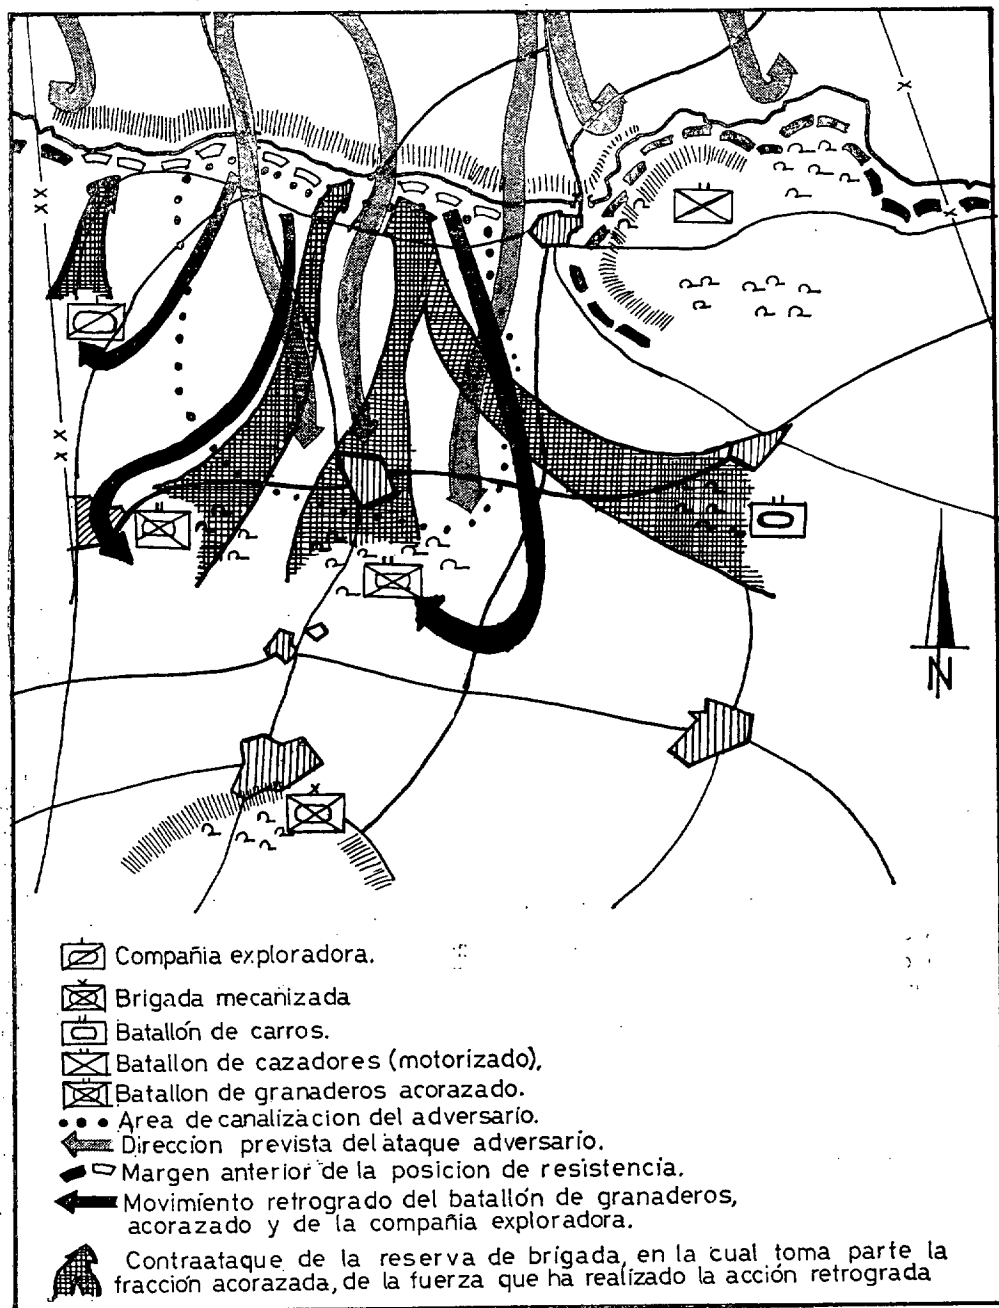 X
XX
XX
X
N
Compañia exploradora.
Brigada mecanizada
Batallón de carros.
Batallon de cazadores (motorizado),
Batallon de granaderos acorazado.
Area de canalizacion del adversario.
Direccion prevista del ataque adversario.
Margen anterior de la posicion de resistencia.
Movimiento retrogrado del batallón de granaderos,
acorazado y de la compañia exploradora.
Contraataque de la reserva de brigada, en la cual toma parte la
fracción acorazada, de la fuerza que ha realizado la acción retrograda